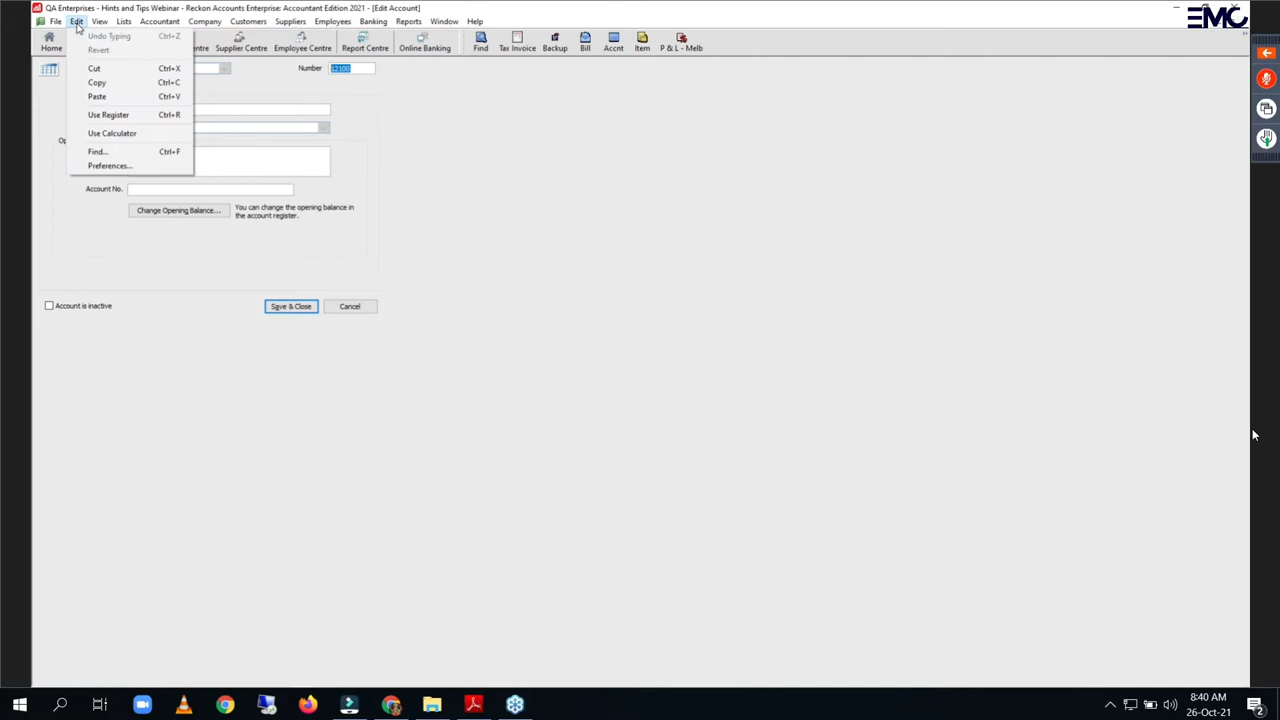 QA Enterprises - Hints and Tips Webinar - Reckon Accounts Enterprise: Accountant Edition 2021 - [Edit Account]
EMC
File Edit View Lists Accountant Company Customers Suppliers Employees Banking Reports Window Help
Home Supplier Centre Employee Centre Report Centre Online Banking Find Tax Invoice Backup Bill Accnt Item P & L - Melb
Undo Typing Ctrl+Z
Revert
Cut Ctrl+X
Copy Ctrl+C
Paste Ctrl+V
Use Register Ctrl+R
Use Calculator
Find... Ctrl+F
Preferences...
Number 12100
Account No.
Change Opening Balance...
You can change the opening balance in
the account register.
Account is inactive
Save & Close Cancel
8:40 AM
26-Oct-21
2